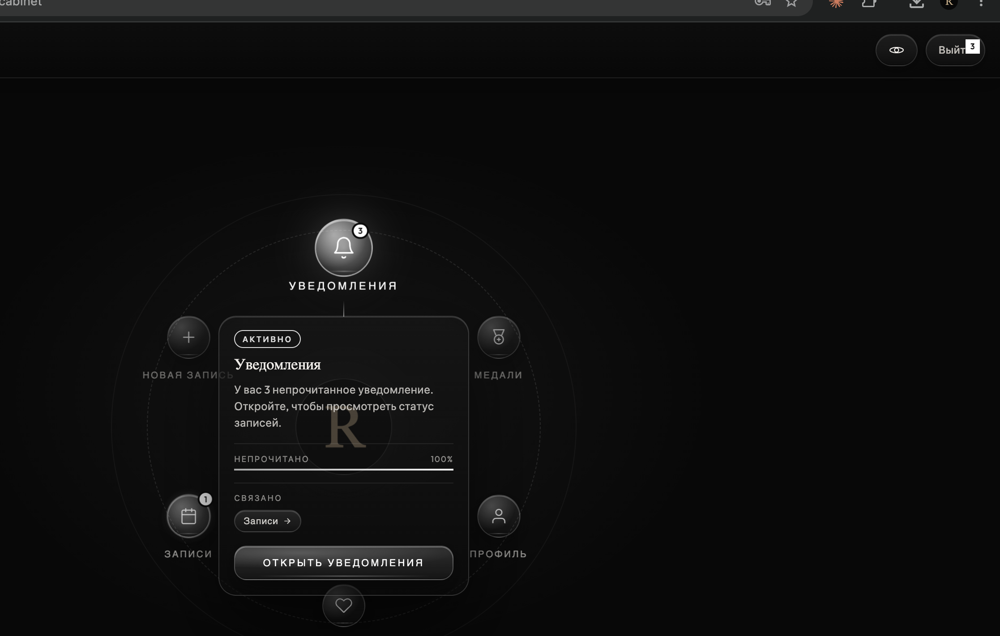 cabinet
R
Выйт
3
3
УВЕДОМЛЕНИЯ
АКТИВНО
Уведомления
НОВАЯ ЗАПИСЬ
МЕДАЛИ
У вас 3 непрочитанное уведомление.
Откройте, чтобы просмотреть статус
записей.
R
НЕПРОЧИТАНО 100%
СВЯЗАНО
1
Записи →
ЗАПИСИ
ПРОФИЛЬ
ОТКРЫТЬ УВЕДОМЛЕНИЯ